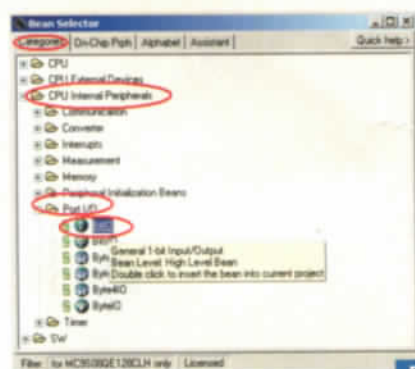 Bean Selector
Categories On-Chip Prph Alphabet Assistant Quick help >
CPU
CPU External Devices
CPU Internal Peripherals
Communication
Converter
Interrupts
Measurement
Memory
Peripheral Initialization Beans
Port I/O
General 1-bit Input/Output
Bean Level: High Level Bean
Double click to insert the bean into current project
Byte4IO
ByteIO
Timer
SW
Filter: for MC9S08QE128CLH only Licensed